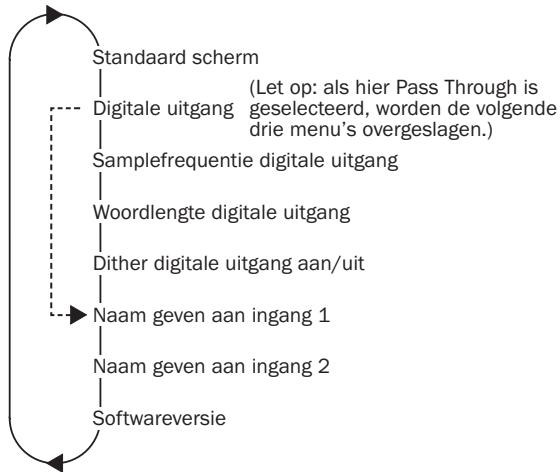 Standaard scherm
Digitale uitgang
(Let op: als hier Pass Through is
geselecteerd, worden de volgende
drie menu's overgeslagen.)
Samplefrequentie digitale uitgang
Woordlengte digitale uitgang
Dither digitale uitgang aan/uit
Naam geven aan ingang 1
Naam geven aan ingang 2
Softwareversie